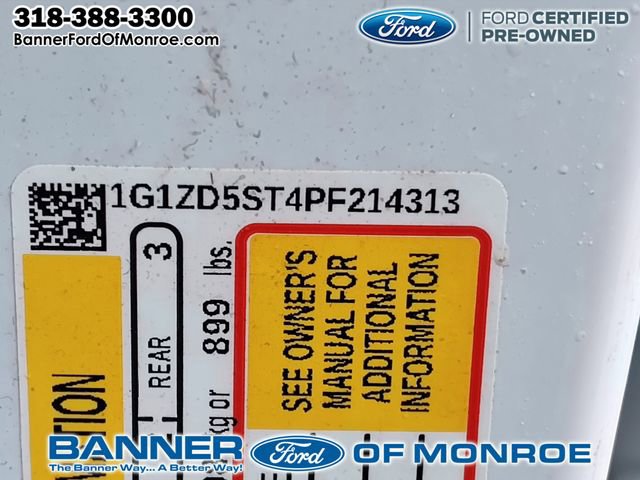 318-388-3300
BannerFordOfMonroe.com
Ford
FORD CERTIFIED
PRE-OWNED
1G1ZD5ST4PF214313
REAR 3
kg or 899 lbs.
SEE OWNER'S
MANUAL FOR
ADDITIONAL
INFORMATION
BANNER Ford OF MONROE
The Banner Way... A Better Way!